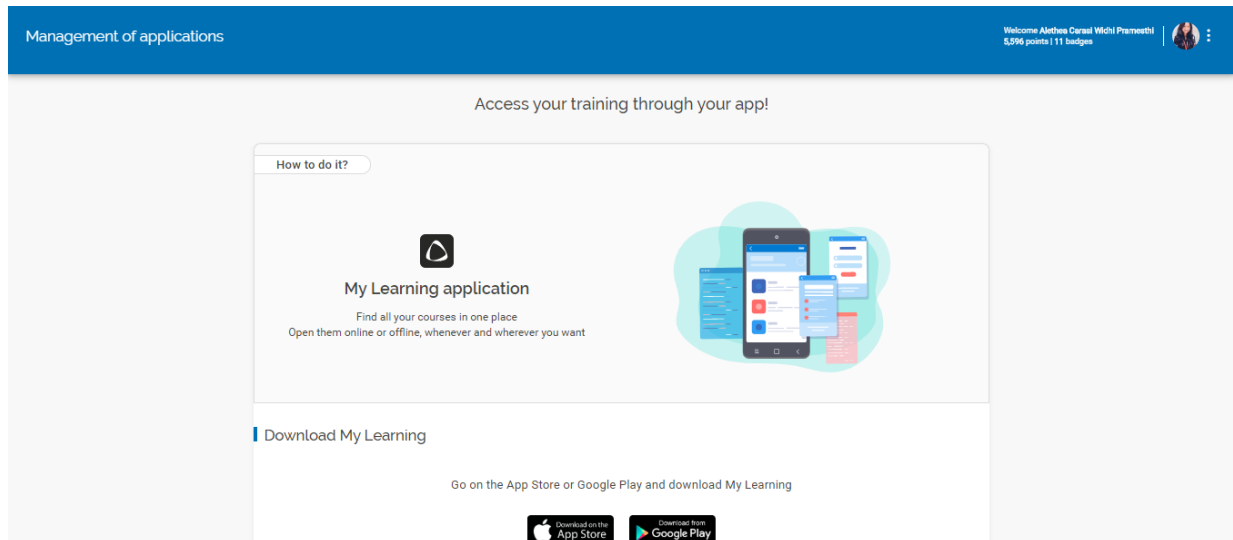 Management of applications
Welcome Alethea Carasl Widhi Pramesthi
5,596 points | 11 badges
Access your training through your app!
How to do it?
My Learning application
Find all your courses in one place
Open them online or offline, whenever and wherever you want
Download My Learning
Go on the App Store or Google Play and download My Learning
Download on the
App Store
Download from
Google Play